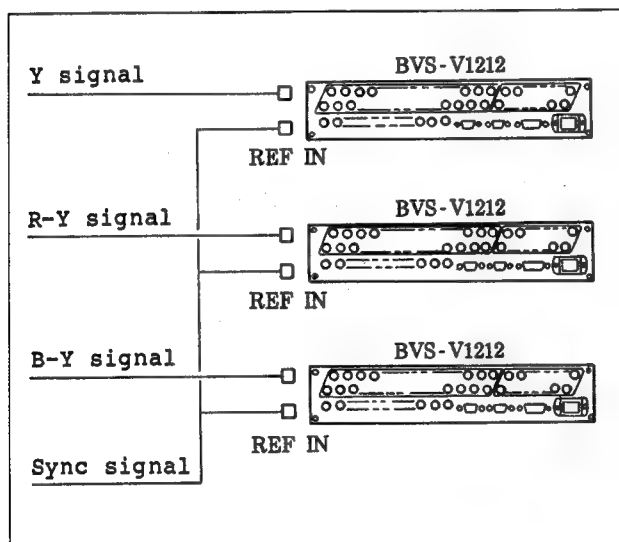 BVS-V1212
Y signal
REF IN
BVS-V1212
R-Y signal
REF IN
BVS-V1212
B-Y signal
REF IN
Sync signal